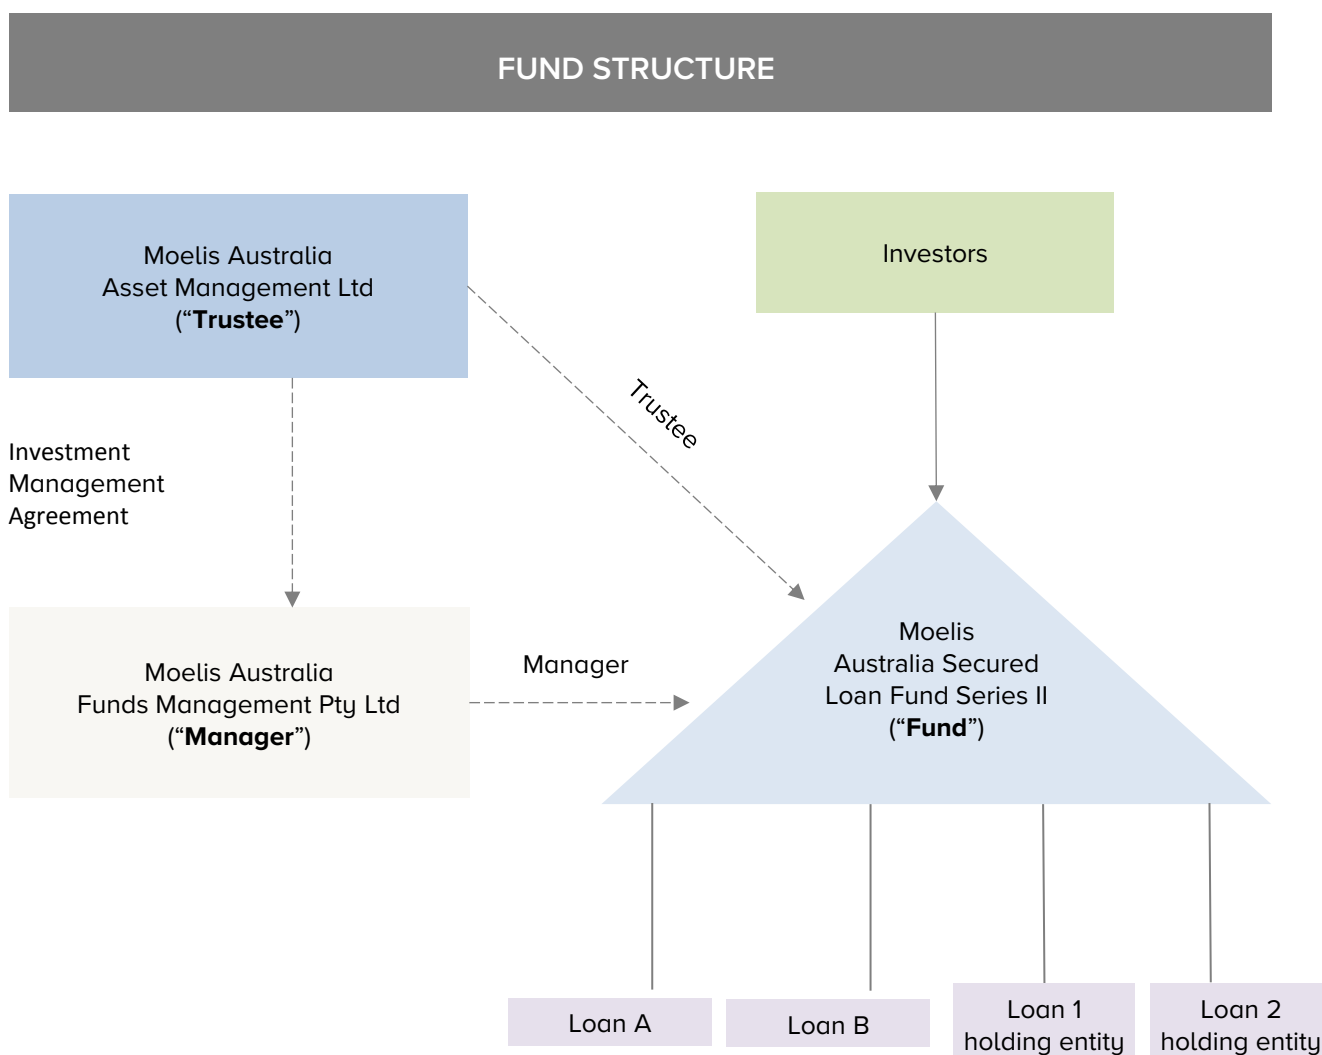 FUND STRUCTURE
Moelis Australia
Asset Management Ltd
(“Trustee”)
Investors
Trustee
Investment
Management
Agreement
Moelis Australia
Funds Management Pty Ltd
(“Manager”)
Manager
Moelis
Australia Secured
Loan Fund Series II
(“Fund”)
Loan A
Loan B
Loan 1
holding entity
Loan 2
holding entity